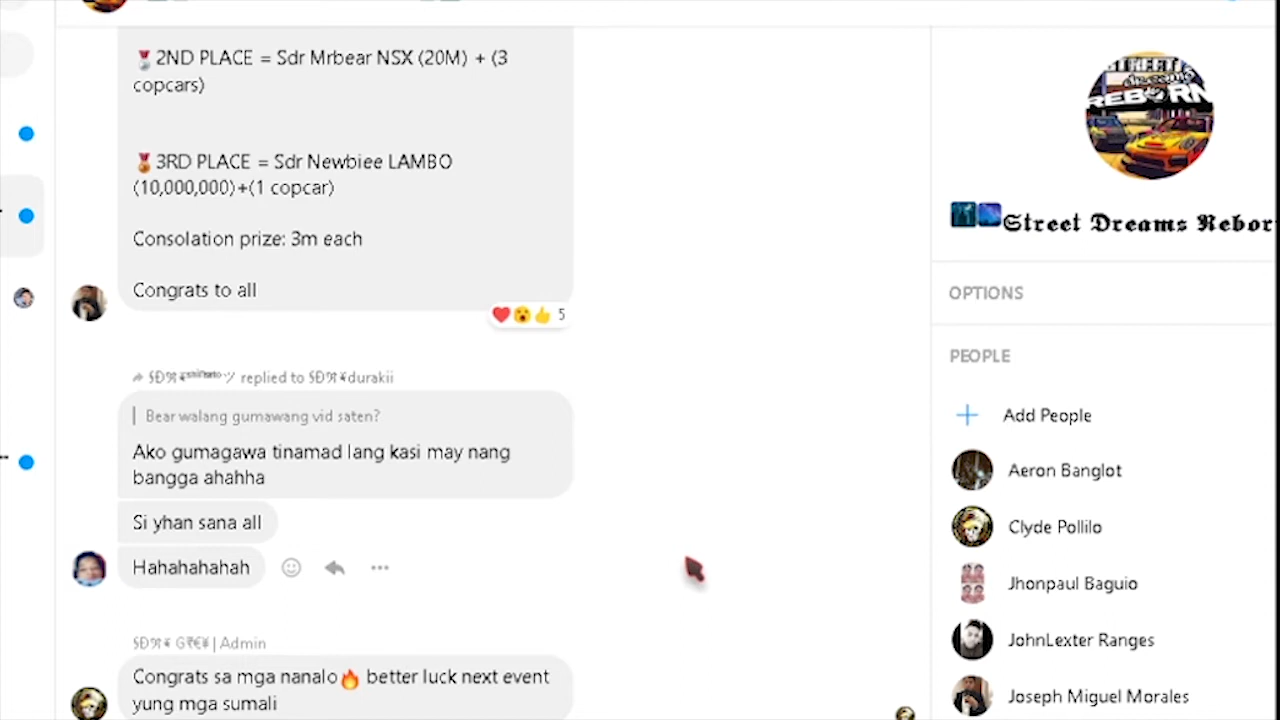 🥈2ND PLACE = Sdr Mrbear NSX (20M) + (3
copcars)
🥉3RD PLACE = Sdr Newbiee LAMBO
(10,000,000)+(1 copcar)
Consolation prize: 3m each
Congrats to all
❤️😮👍 5
replied to
Bear walang gumawang vid saten?
Ako gumagawa tinamad lang kasi may nang
bangga ahahha
Si yhan sana all
Hahahahahah
Admin
Congrats sa mga nanalo🔥 better luck next event
yung mga sumali
STREET
REBORN
𝕾𝖙𝖗𝖊𝖊𝖙 𝕯𝖗𝖊𝖆𝖒𝖘 𝕽𝖊𝖇𝖔𝖗
OPTIONS
PEOPLE
Add People
Aeron Banglot
Clyde Pollilo
Jhonpaul Baguio
JohnLexter Ranges
Joseph Miguel Morales